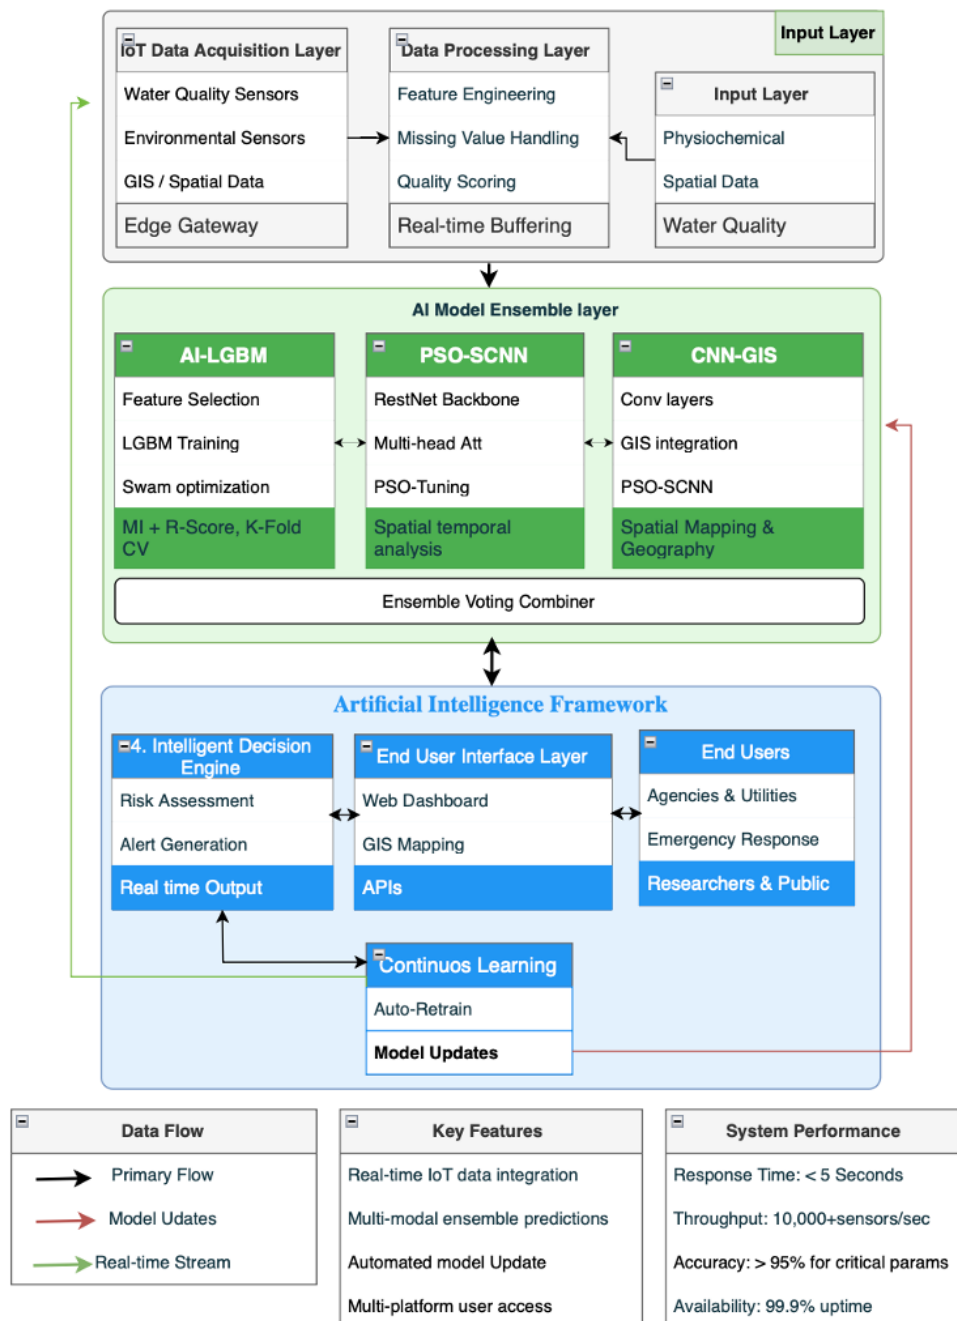 Input Layer
IoT Data Acquisition Layer
Water Quality Sensors
Environmental Sensors
GIS / Spatial Data
Edge Gateway
Data Processing Layer
Feature Engineering
Missing Value Handling
Quality Scoring
Real-time Buffering
Input Layer
Physiochemical
Spatial Data
Water Quality
AI Model Ensemble layer
AI-LGBM
Feature Selection
LGBM Training
Swam optimization
MI + R-Score, K-Fold
CV
PSO-SCNN
RestNet Backbone
Multi-head Att
PSO-Tuning
Spatial temporal
analysis
CNN-GIS
Conv layers
GIS integration
PSO-SCNN
Spatial Mapping &
Geography
Ensemble Voting Combiner
Artificial Intelligence Framework
4. Intelligent Decision
Engine
Risk Assessment
Alert Generation
Real time Output
End User Interface Layer
Web Dashboard
GIS Mapping
APIs
End Users
Agencies & Utilities
Emergency Response
Researchers & Public
Continuos Learning
Auto-Retrain
Model Updates
Data Flow
Primary Flow
Model Udates
Real-time Stream
Key Features
Real-time IoT data integration
Multi-modal ensemble predictions
Automated model Update
Multi-platform user access
System Performance
Response Time: < 5 Seconds
Throughput: 10,000+sensors/sec
Accuracy: > 95% for critical params
Availability: 99.9% uptime